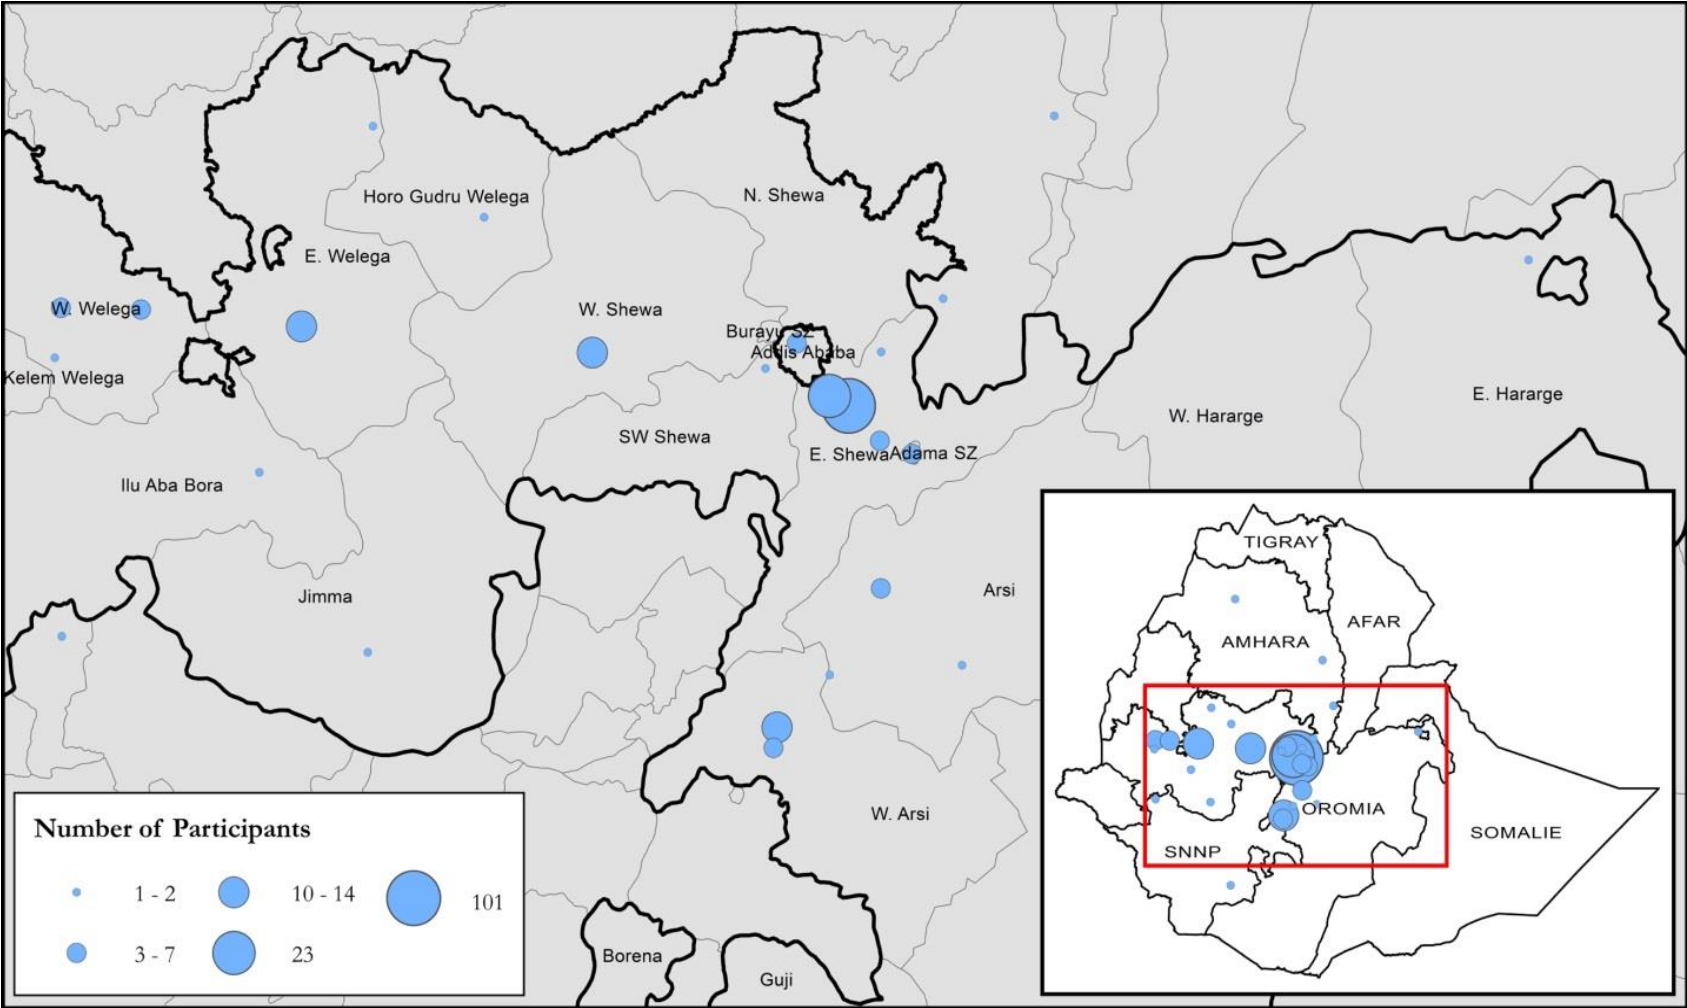 Horo Gudru Welega
N. Shewa
E. Welega
W. Welega
W. Shewa
Burayu SZ
Addis Ababa
Kelem Welega
E. Hararge
W. Hararge
SW Shewa
E. Shewa
Adama SZ
Ilu Aba Bora
Jimma
Arsi
W. Arsi
Borena
Guji
Number of Participants
1 - 2
10 - 14
101
3 - 7
23
TIGRAY
AFAR
AMHARA
OROMIA
SOMALIE
SNNP